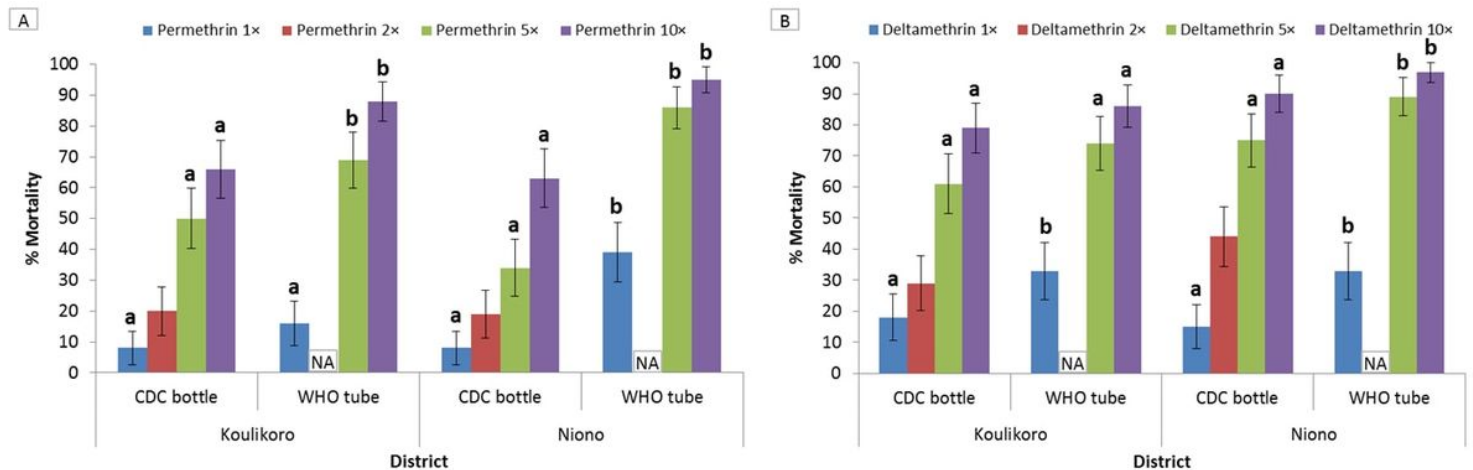 A
Permethrin 1× Permethrin 2× Permethrin 5× Permethrin 10×
% Mortality
100
90
80
70
60
50
40
30
20
10
0
a a a
a NA b b
a a a
b NA b b
CDC bottle WHO tube CDC bottle WHO tube
Koulikoro Niono
District
B
Deltamethrin 1× Deltamethrin 2× Deltamethrin 5× Deltamethrin 10×
% Mortality
100
90
80
70
60
50
40
30
20
10
0
a a a
b NA a a
a a a
b NA b b
CDC bottle WHO tube CDC bottle WHO tube
Koulikoro Niono
District